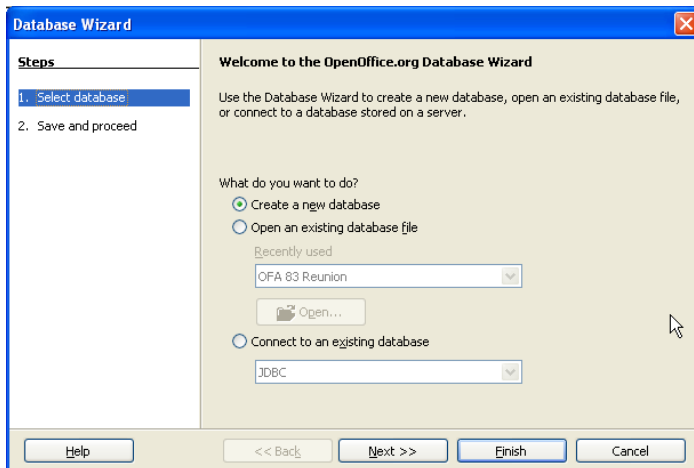 Database Wizard
Steps
1. Select database
2. Save and proceed
Welcome to the OpenOffice.org Database Wizard
Use the Database Wizard to create a new database, open an existing database file,
or connect to a database stored on a server.
What do you want to do?
Create a new database
Open an existing database file
Recently used
OFA 83 Reunion
Open...
Connect to an existing database
JDBC
Help
<< Back
Next >>
Finish
Cancel